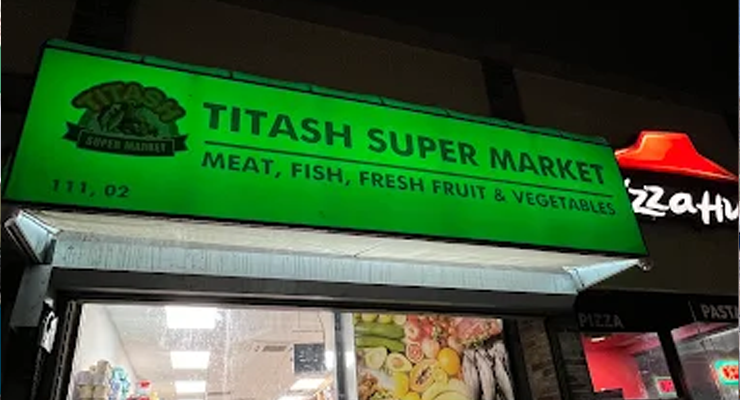 TITASH
SUPER MARKET
TITASH SUPER MARKET
MEAT, FISH, FRESH FRUIT & VEGETABLES
111, 02
PIZZA
PASTA